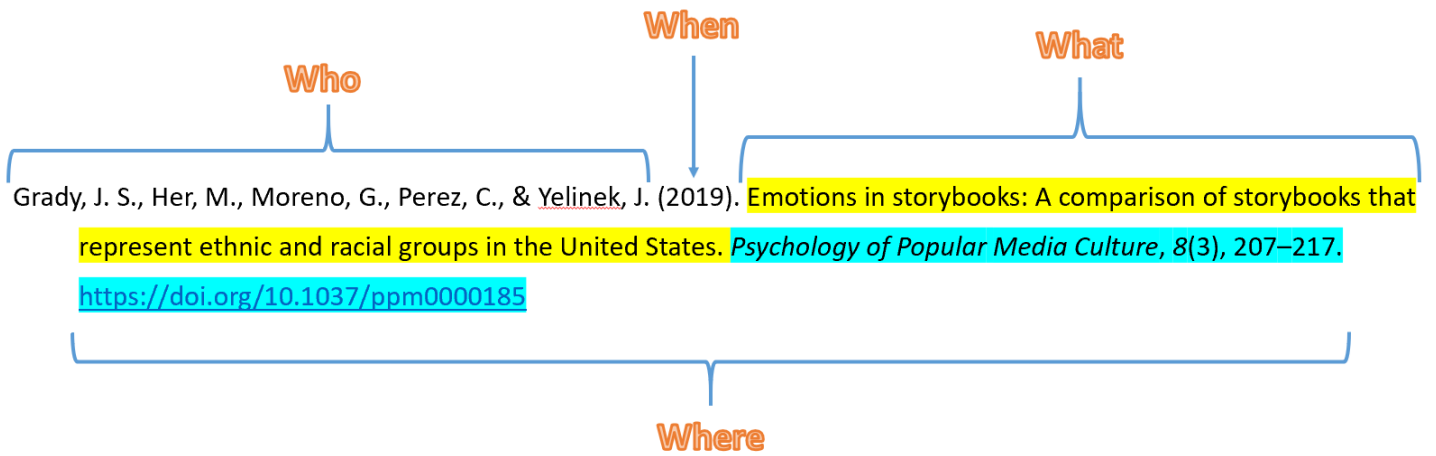 When
What
Who
Grady, J. S., Her, M., Moreno, G., Perez, C., & Yelinek, J. (2019). Emotions in storybooks: A comparison of storybooks that
represent ethnic and racial groups in the United States. Psychology of Popular Media Culture, 8(3), 207–217.
https://doi.org/10.1037/ppm0000185
Where